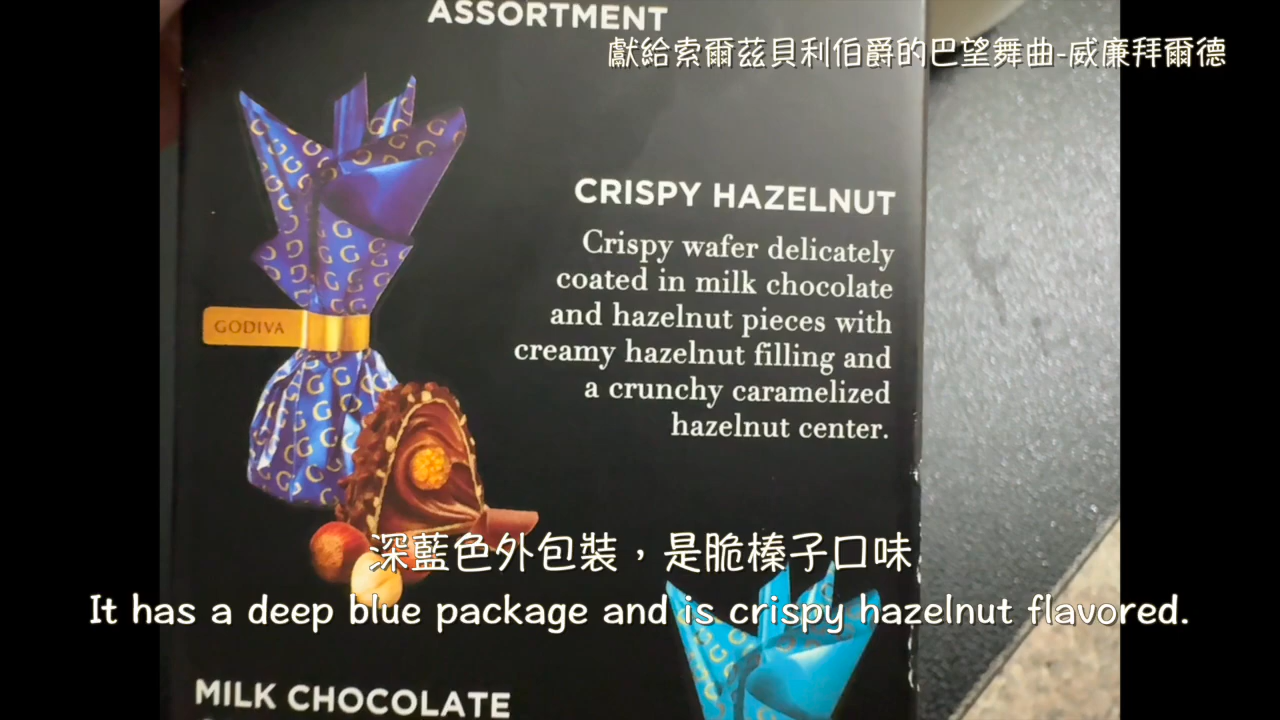 ASSORTMENT
獻給索爾茲貝利伯爵的巴望舞曲-威廉拜爾德
CRISPY HAZELNUT
Crispy wafer delicately
coated in milk chocolate
and hazelnut pieces with
creamy hazelnut filling and
a crunchy caramelized
hazelnut center.
GODIVA
深藍色外包裝，是脆榛子口味
It has a deep blue package and is crispy hazelnut flavored.
MILK CHOCOLATE